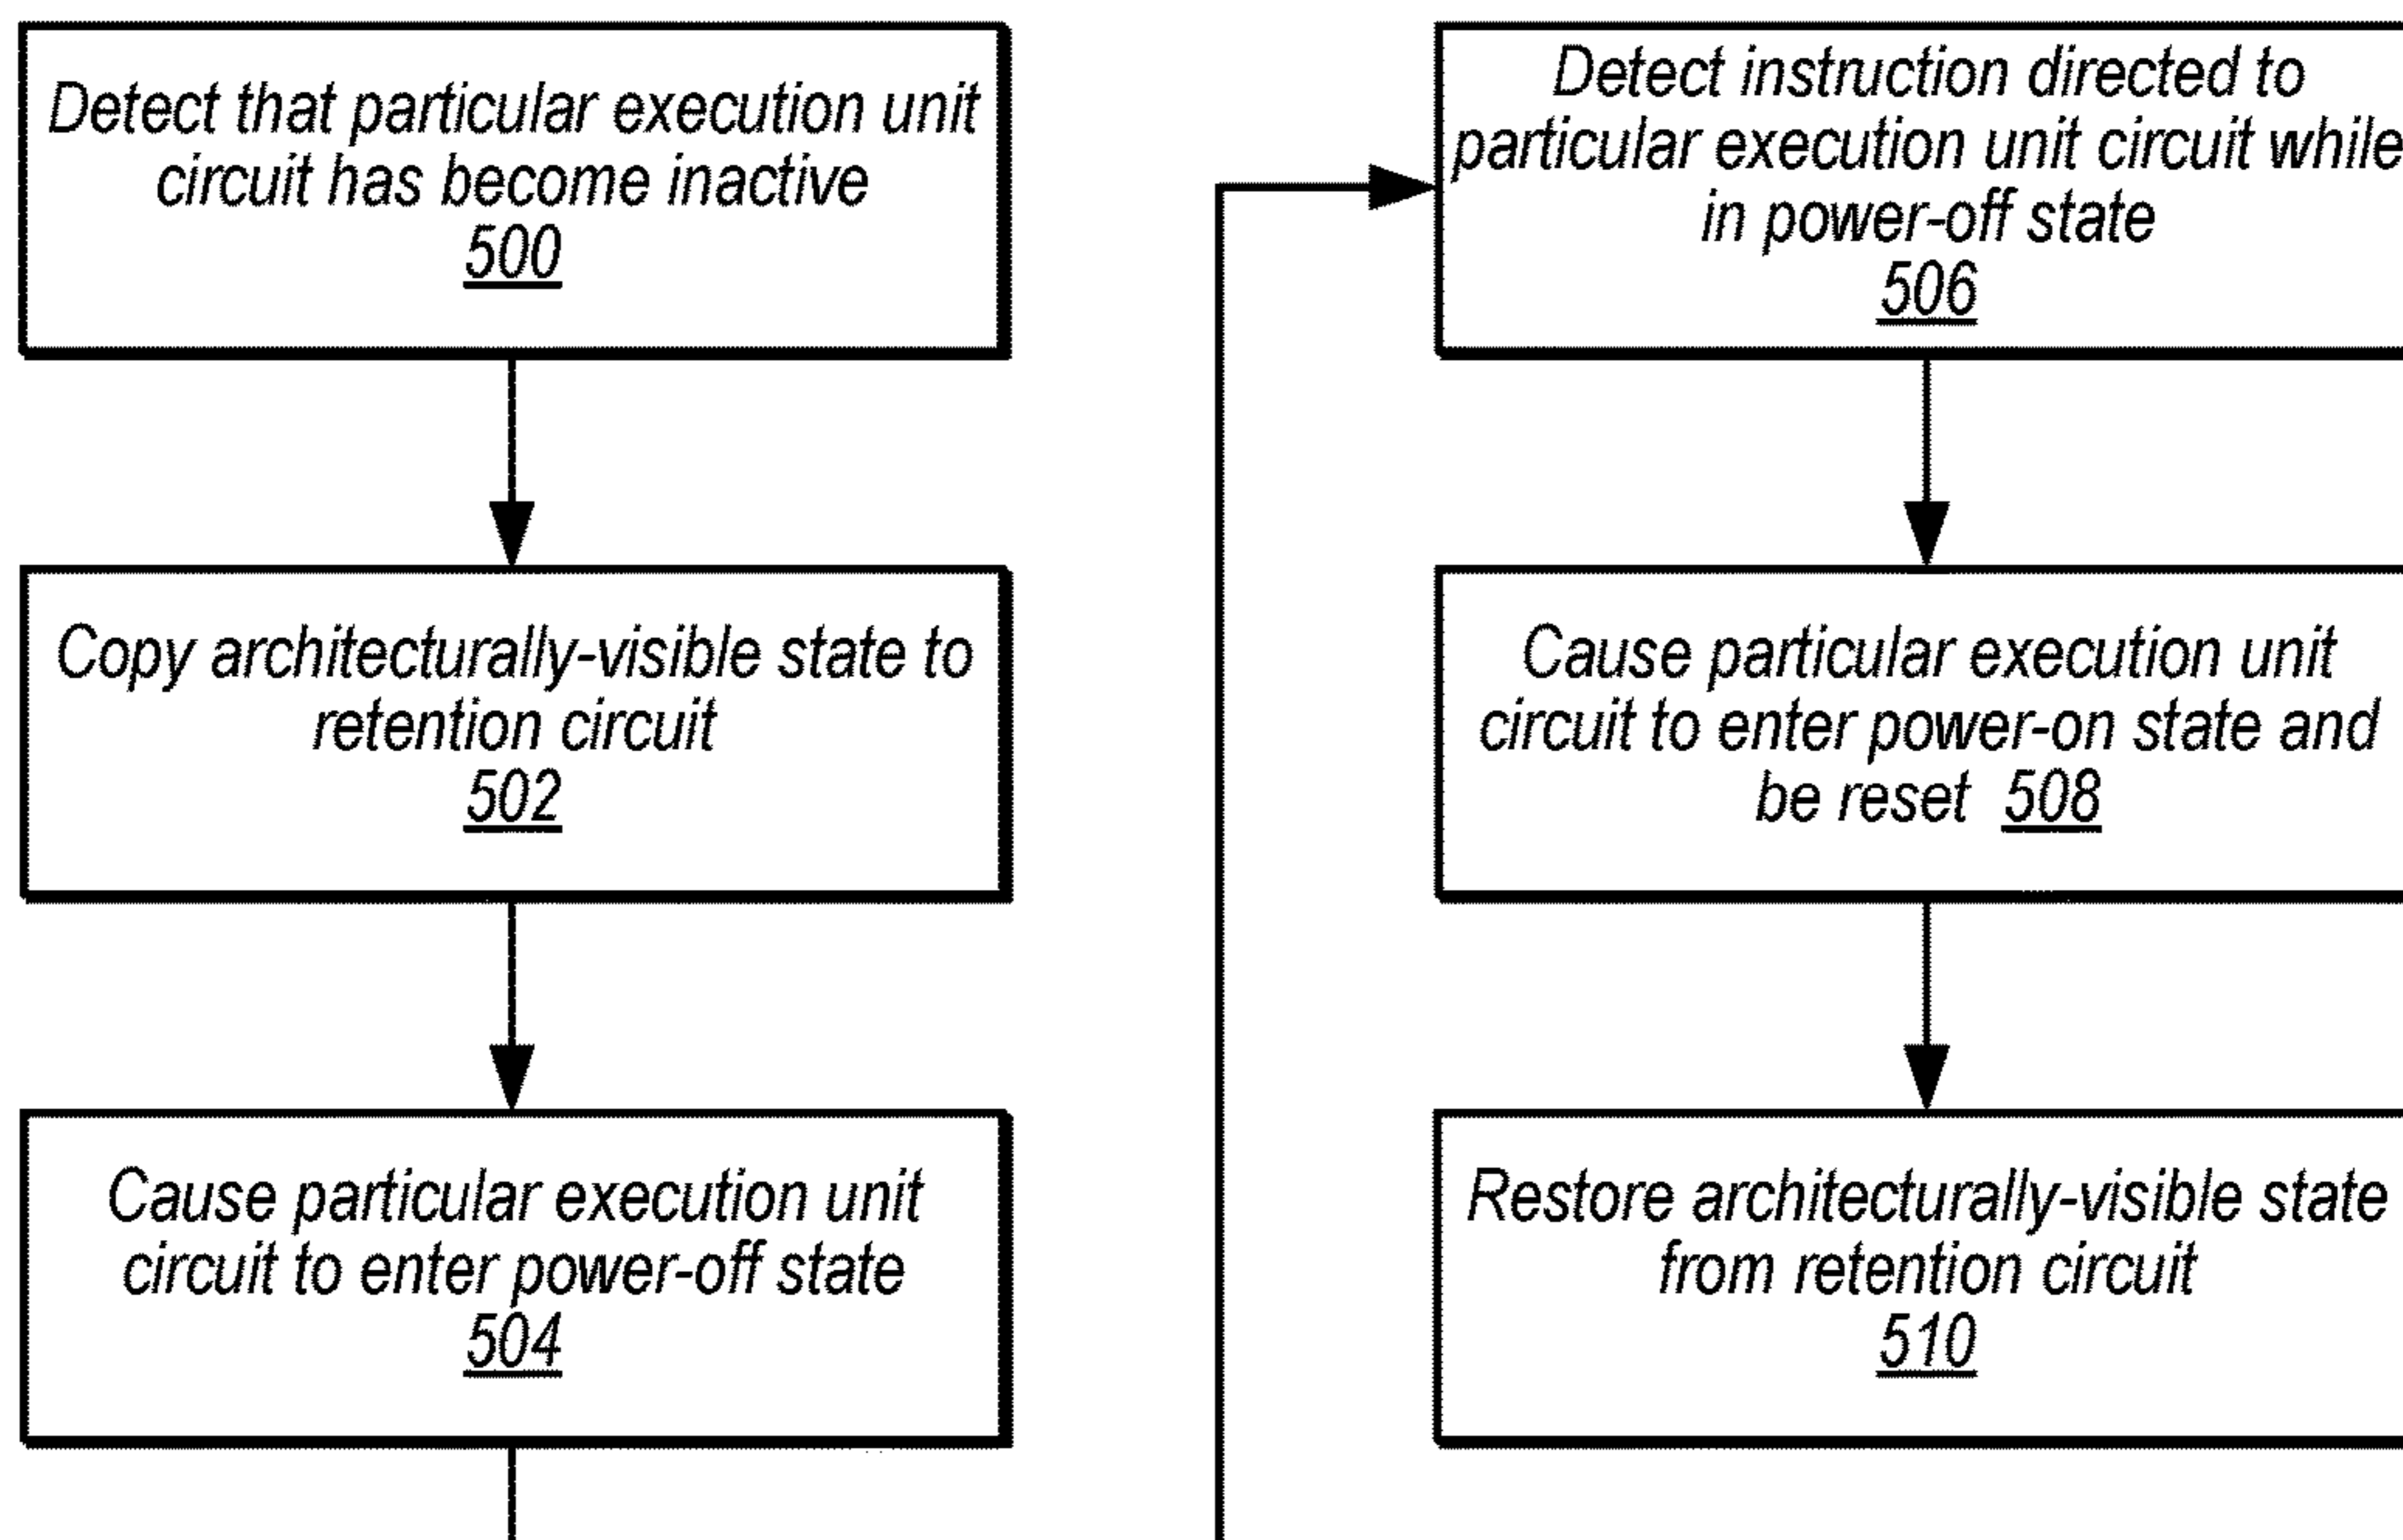 Detect that particular execution unit
circuit has become inactive
500
Copy architecturally-visible state to
retention circuit
502
Cause particular execution unit
circuit to enter power-off state
504
Detect instruction directed to
particular execution unit circuit while
in power-off state
506
Cause particular execution unit
circuit to enter power-on state and
be reset 508
Restore architecturally-visible state
from retention circuit
510